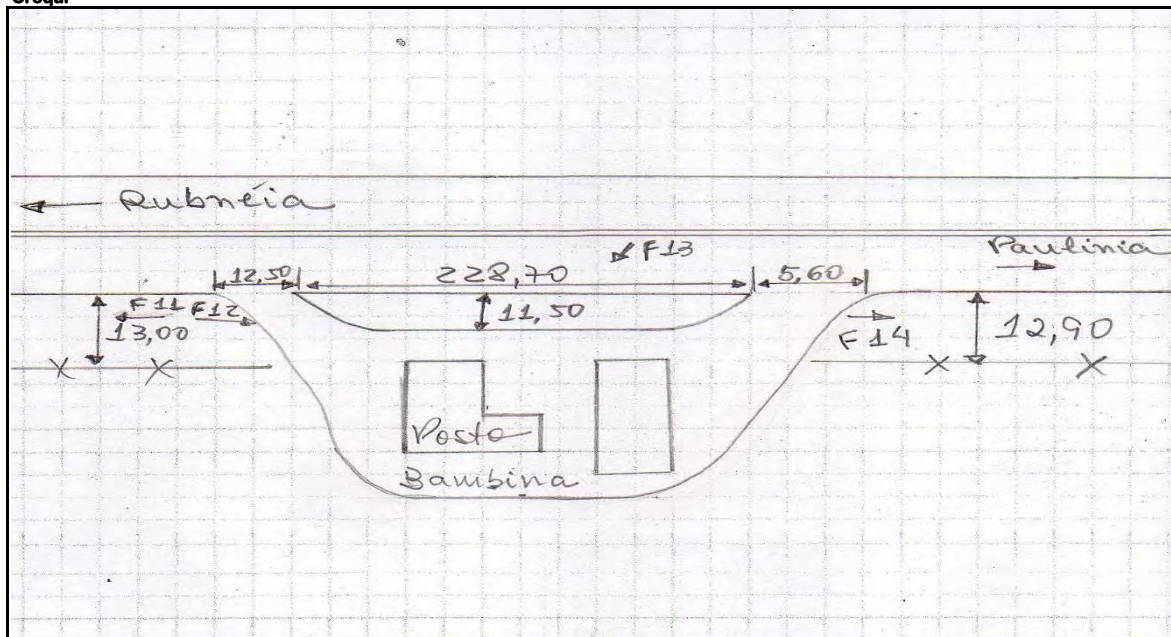 Croqui
Rubnéia
F13
Paulinia
12,50
228,70
5,60
F11 F12
11,50
13,00
F14
12,90
Posto
Bambina